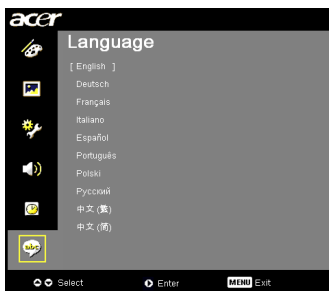 acer
Language
[ English ]
Deutsch
Français
Italiano
Español
Português
Polski
Русский
中文 (繁)
中文 (简)
abc
Select Enter MENU Exit